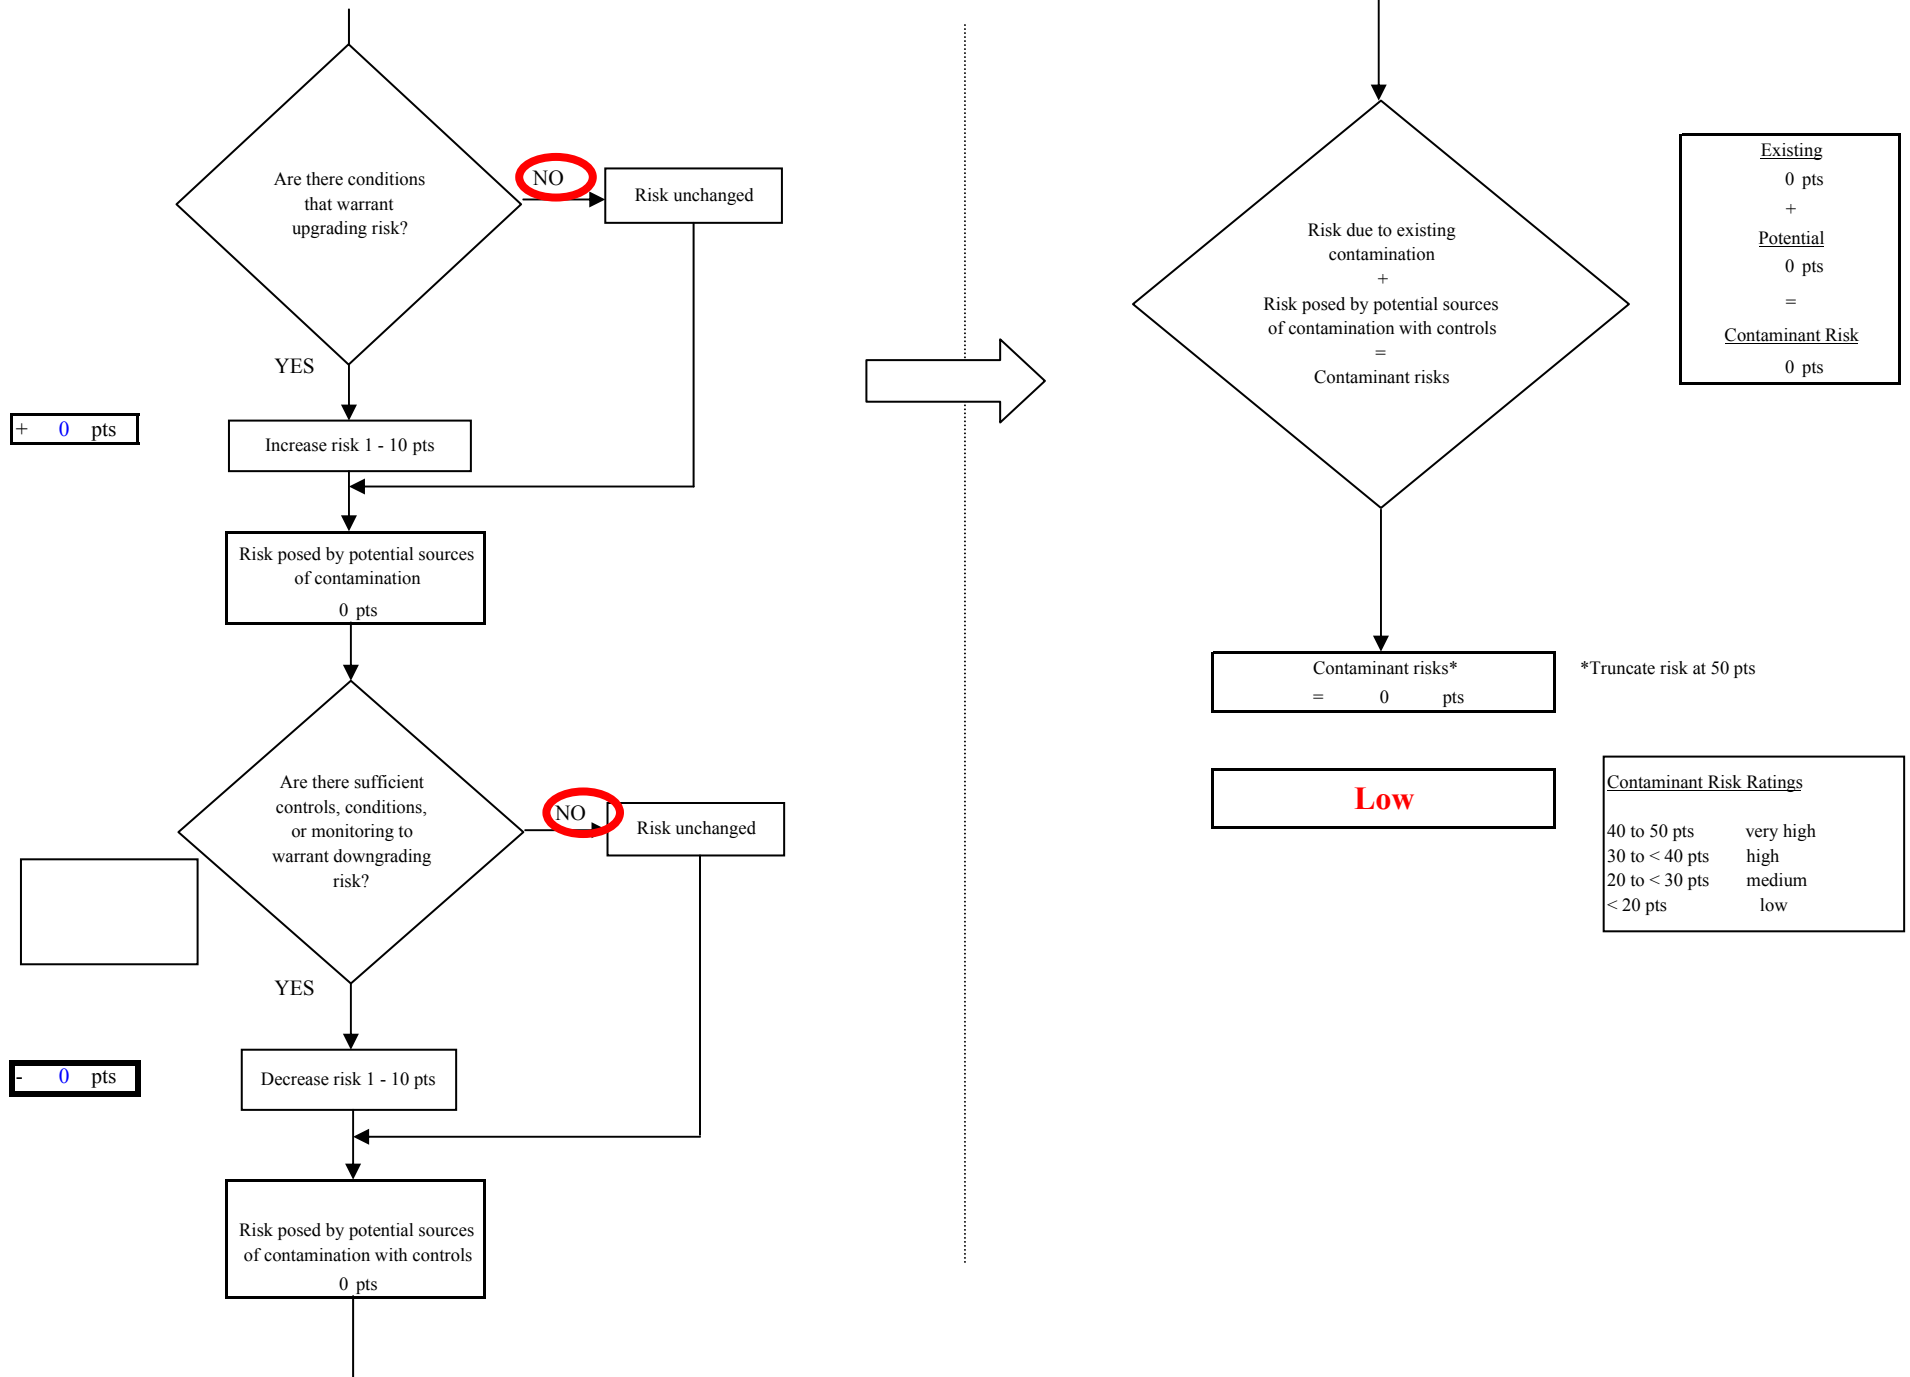 Are there conditions
that warrant
upgrading risk?
NO
Risk unchanged
YES
+ 0 pts
Increase risk 1 - 10 pts
Risk posed by potential sources
of contamination
0 pts
Are there sufficient
controls, conditions,
or monitoring to
warrant downgrading
risk?
NO
Risk unchanged
YES
- 0 pts
Decrease risk 1 - 10 pts
Risk posed by potential sources
of contamination with controls
0 pts
Risk due to existing
contamination
+
Risk posed by potential sources
of contamination with controls
=
Contaminant risks
Existing
0 pts
+
Potential
0 pts
=
Contaminant Risk
0 pts
Contaminant risks*
= 0 pts
*Truncate risk at 50 pts
Low
Contaminant Risk Ratings
40 to 50 pts very high
30 to < 40 pts high
20 to < 30 pts medium
< 20 pts low